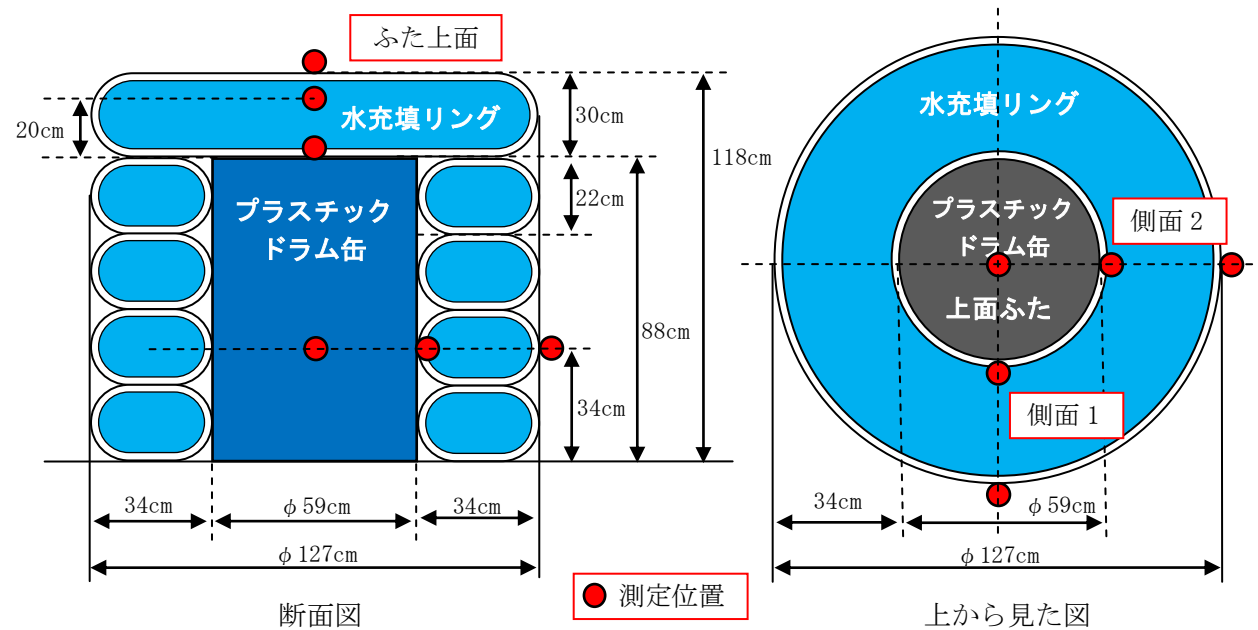 ふた上面
水充填リング
20cm
30cm
118cm
プラスチック
ドラム缶
22cm
88cm
34cm
34cm
φ59cm
34cm
φ127cm
断面図
測定位置
水充填リング
プラスチック
ドラム缶
上面ふた
側面2
側面1
34cm
φ59cm
φ127cm
上から見た図